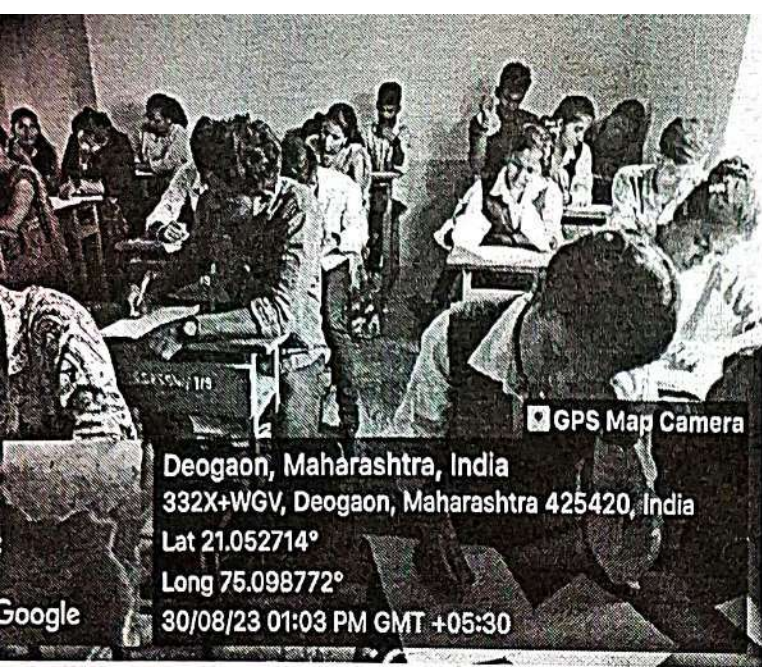 GPS Map Camera
Deogaon, Maharashtra, India
332X+WGV, Deogaon, Maharashtra 425420, India
Lat 21.052714°
Long 75.098772°
30/08/23 01:03 PM GMT +05:30
Google